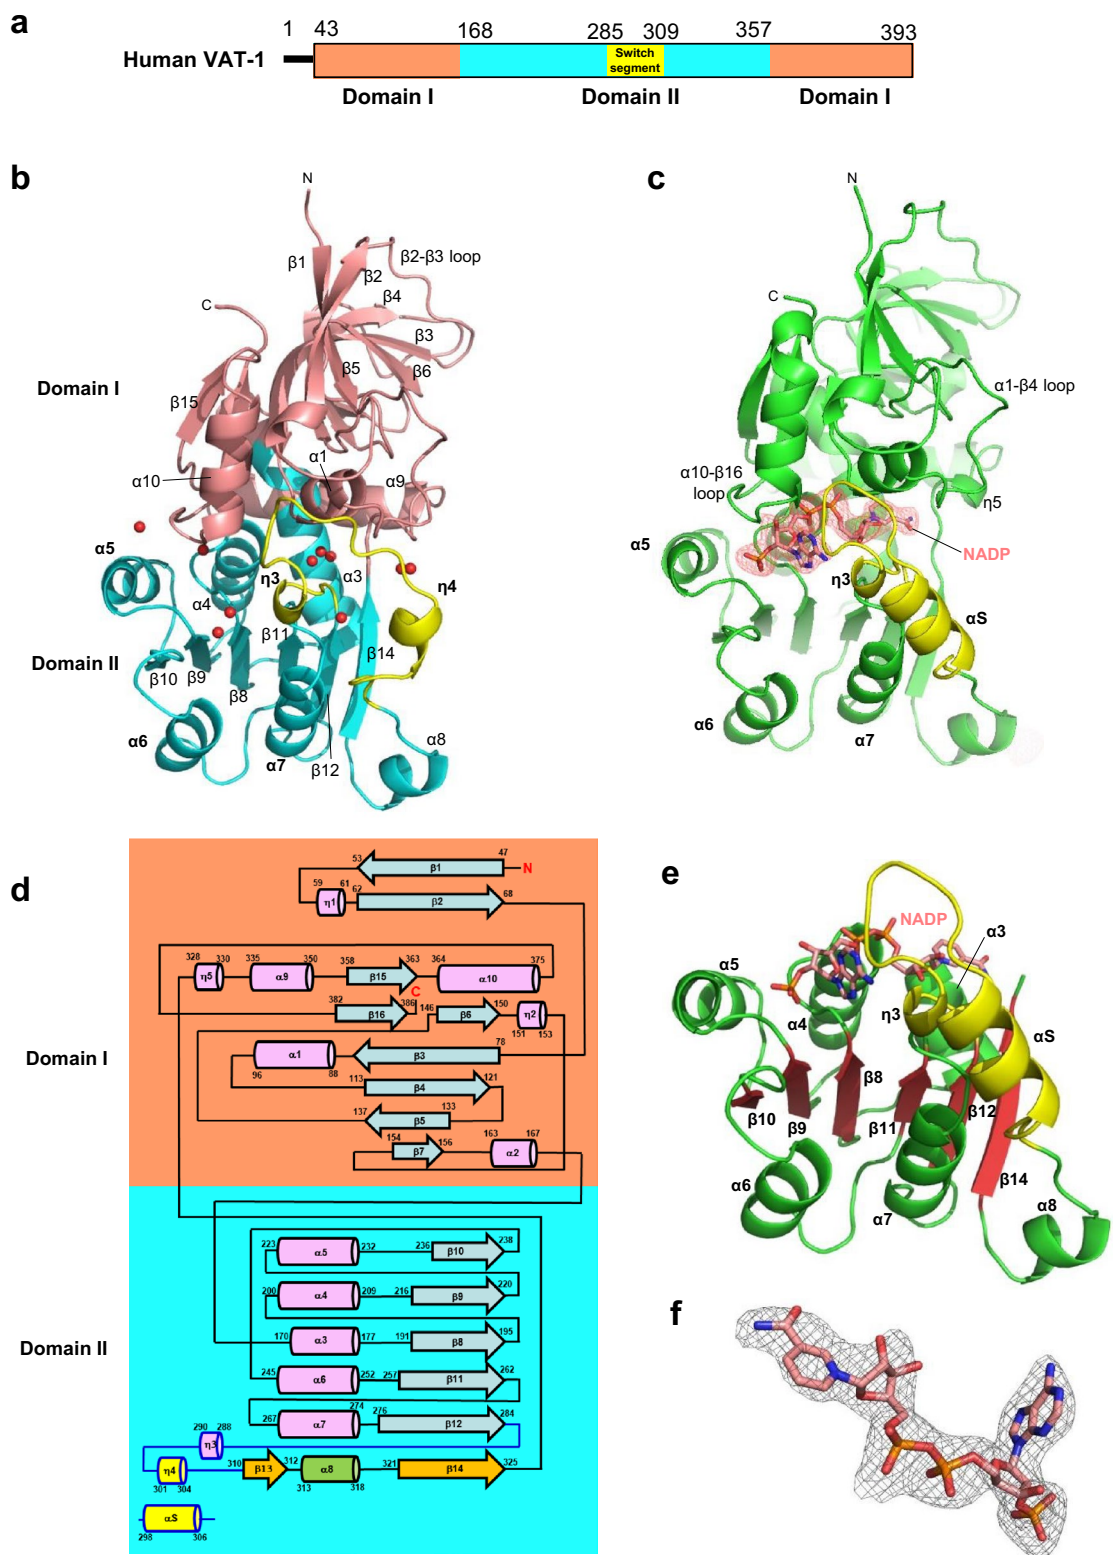 a
1 43 168 285 309 357 393
Human VAT-1
Switch
segment
Domain I Domain II Domain I
b
N
β1
β2
β2-β3 loop
β4
C
β3
β5
β6
Domain I
β15
α1
α10
α9
α5
η3
α3
η4
α4
β11
Domain II
β14
β10
β9
β8
α6
α7
β12
α8
c
N
C
α1-β4 loop
α10-β16
loop
η5
α5
NADP
η3
αS
α6
α7
d
53 47
β1 N
59 61 62 68
η1 β2
328 330 335 350 358 363 364 375
η5 α9 β15 α10
C
382 386 146 150
β16 β6 η2
151 153
78
α1 β3
96 88
113 121
β4
137 133
β5
154 156 163 167
β7 α2
Domain I
223 232 236 238
α5 β10
200 209 216 220
α4 β9
170 177 191 195
α3 β8
Domain II
245 252 257 262
α6 β11
267 274 276 284
α7 β12
290 288
η3
310 312 321 325
η4 β13 α8 β14
301 304 313 318
αS
298 306
e
NADP
α3
α5
α4
η3
αS
β8
β12
β10
β9
β11
α6
β14
α7
α8
f